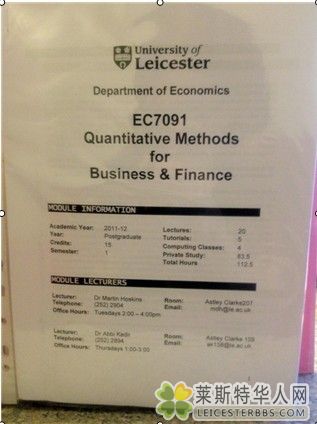 University of
Leicester
Department of Economics
EC7091
Quantitative Methods
for
Business & Finance
MODULE INFORMATION
Academic Year: 2011-12 Lectures: 20
Year: Postgraduate Tutorials: 5
Credits: 15 Computing Classes: 4
Semester: 1 Private Study: 83.5
Total Hours 112.5
MODULE LECTURERS
Lecturer: Dr Martin Hoskins Room: Astley Clarke207
Telephone: (252) 2904 Email: mdh@le.ac.uk
Office Hours: Tuesdays 2:00 – 4:00pm
Lecturer: Dr Abbi Kedir Room: Astley Clarke
Telephone: (252) 2894 Email:
Office Hours: Thursdays 1:00-3:00
莱斯特华人网
LEICESTERBBS.COM